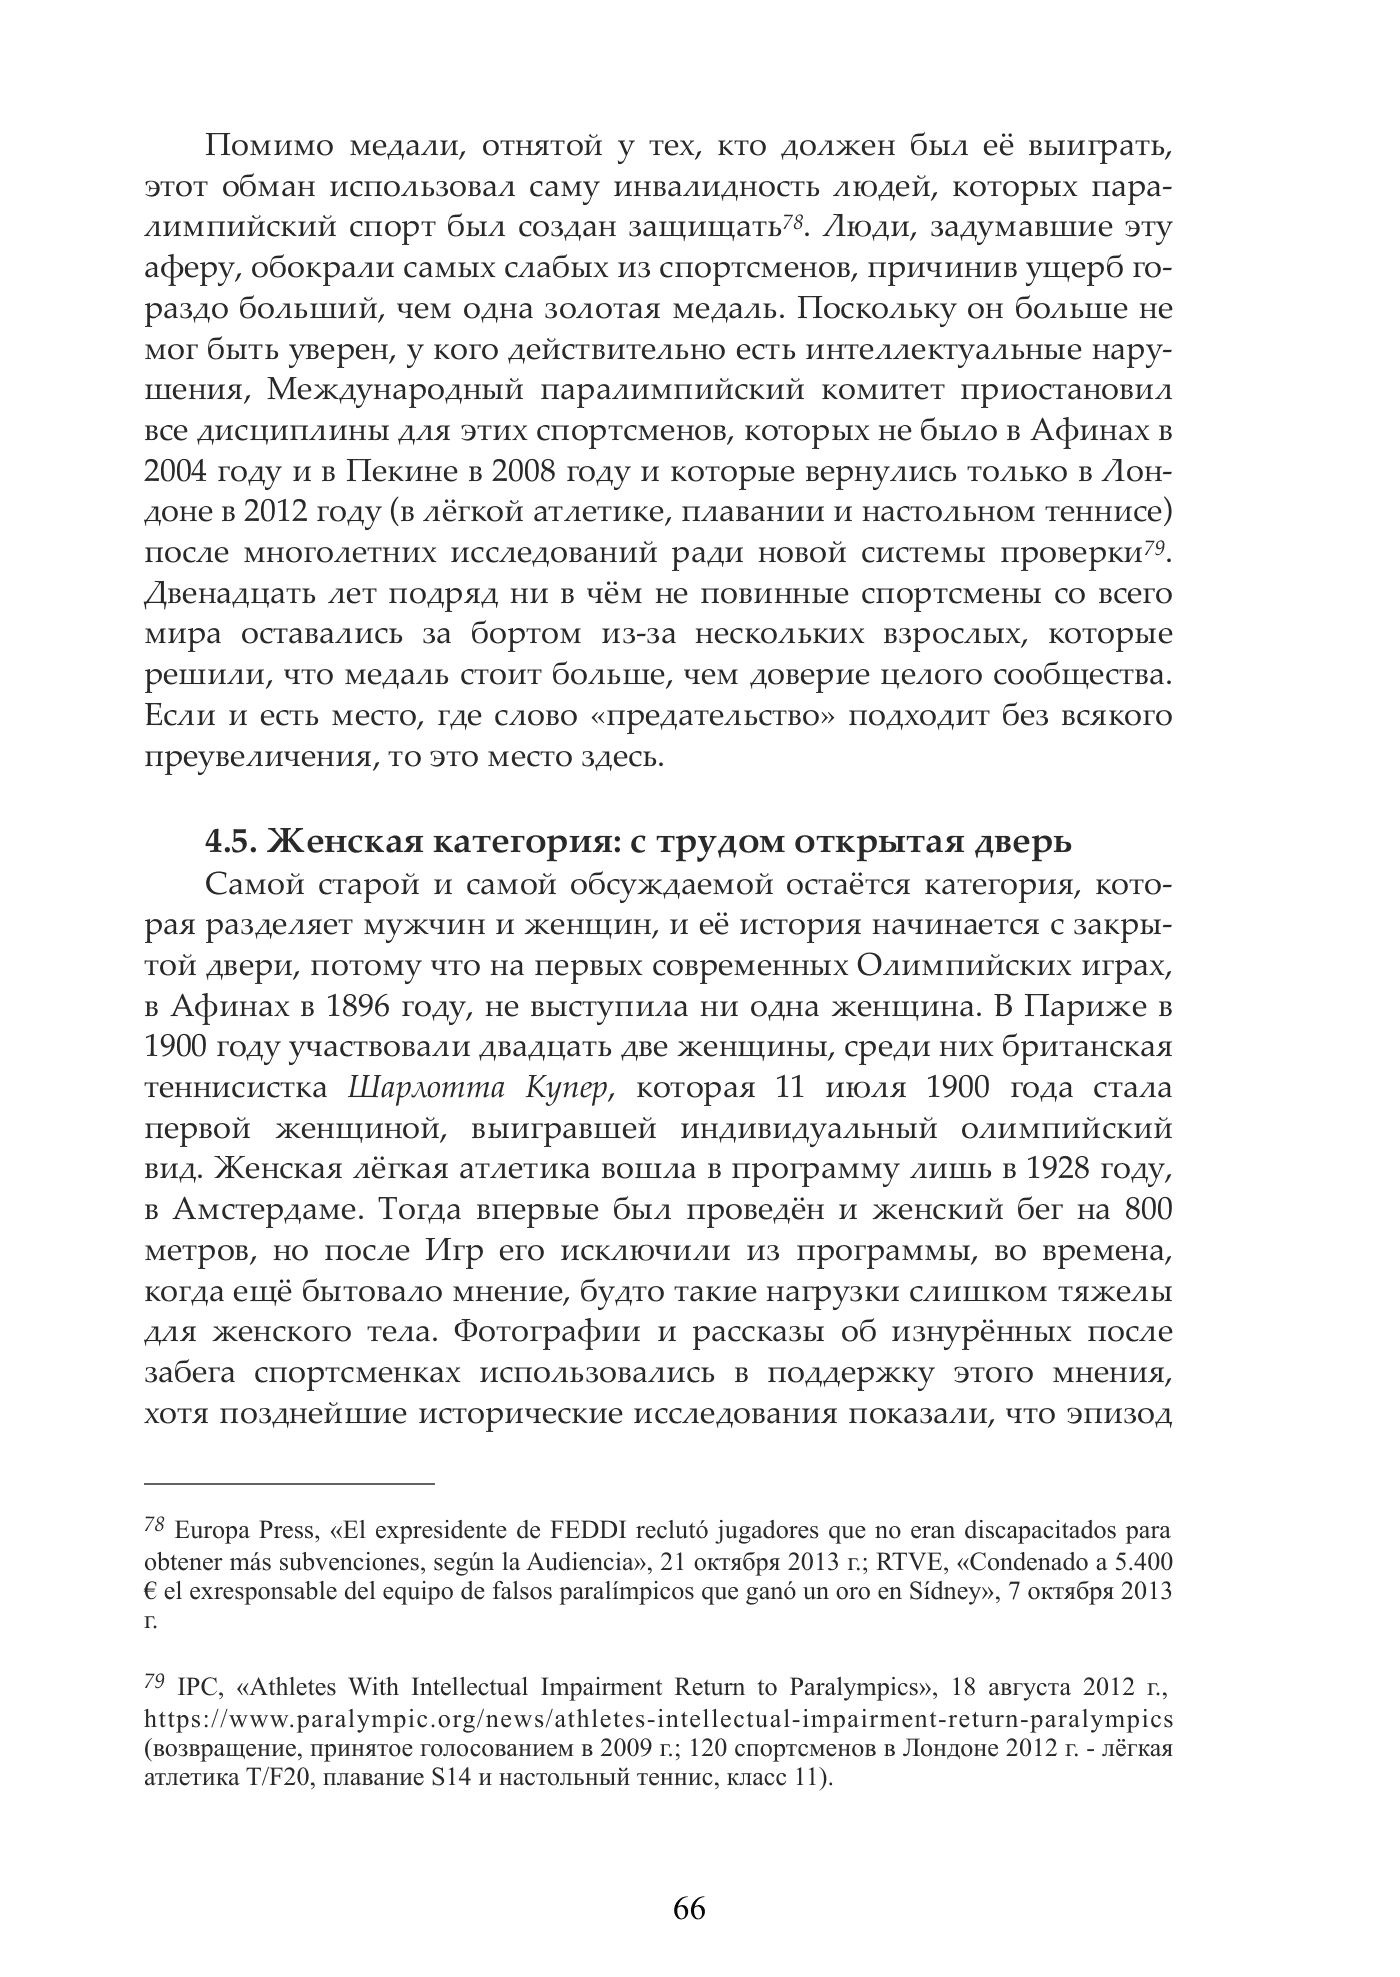 Помимо медали, отнятой у тех, кто должен был её выиграть,
этот обман использовал саму инвалидность людей, которых пара-
лимпийский спорт был создан защищать78. Люди, задумавшие эту
аферу, обокрали самых слабых из спортсменов, причинив ущерб го-
раздо больший, чем одна золотая медаль. Поскольку он больше не
мог быть уверен, у кого действительно есть интеллектуальные нару-
шения, Международный паралимпийский комитет приостановил
все дисциплины для этих спортсменов, которых не было в Афинах в
2004 году и в Пекине в 2008 году и которые вернулись только в Лон-
доне в 2012 году (в лёгкой атлетике, плавании и настольном теннисе)
после многолетних исследований ради новой системы проверки79.
Двенадцать лет подряд ни в чём не повинные спортсмены со всего
мира оставались за бортом из-за нескольких взрослых, которые
решили, что медаль стоит больше, чем доверие целого сообщества.
Если и есть место, где слово «предательство» подходит без всякого
преувеличения, то это место здесь.
4.5. Женская категория: с трудом открытая дверь
Самой старой и самой обсуждаемой остаётся категория, кото-
рая разделяет мужчин и женщин, и её история начинается с закры-
той двери, потому что на первых современных Олимпийских играх,
в Афинах в 1896 году, не выступила ни одна женщина. В Париже в
1900 году участвовали двадцать две женщины, среди них британская
теннисистка Шарлотта Купер, которая 11 июля 1900 года стала
первой женщиной, выигравшей индивидуальный олимпийский
вид. Женская лёгкая атлетика вошла в программу лишь в 1928 году,
в Амстердаме. Тогда впервые был проведён и женский бег на 800
метров, но после Игр его исключили из программы, во времена,
когда ещё бытовало мнение, будто такие нагрузки слишком тяжелы
для женского тела. Фотографии и рассказы об изнурённых после
забега спортсменках использовались в поддержку этого мнения,
хотя позднейшие исторические исследования показали, что эпизод
78 Europa Press, «El expresidente de FEDDI reclutó jugadores que no eran discapacitados para
obtener más subvenciones, según la Audiencia», 21 октября 2013 г.; RTVE, «Condenado a 5.400
€ el exresponsable del equipo de falsos paralímpicos que ganó un oro en Sídney», 7 октября 2013
г.
79 IPC, «Athletes With Intellectual Impairment Return to Paralympics», 18 августа 2012 г.,
https://www.paralympic.org/news/athletes-intellectual-impairment-return-paralympics
(возвращение, принятое голосованием в 2009 г.; 120 спортсменов в Лондоне 2012 г. - лёгкая
атлетика T/F20, плавание S14 и настольный теннис, класс 11).
66